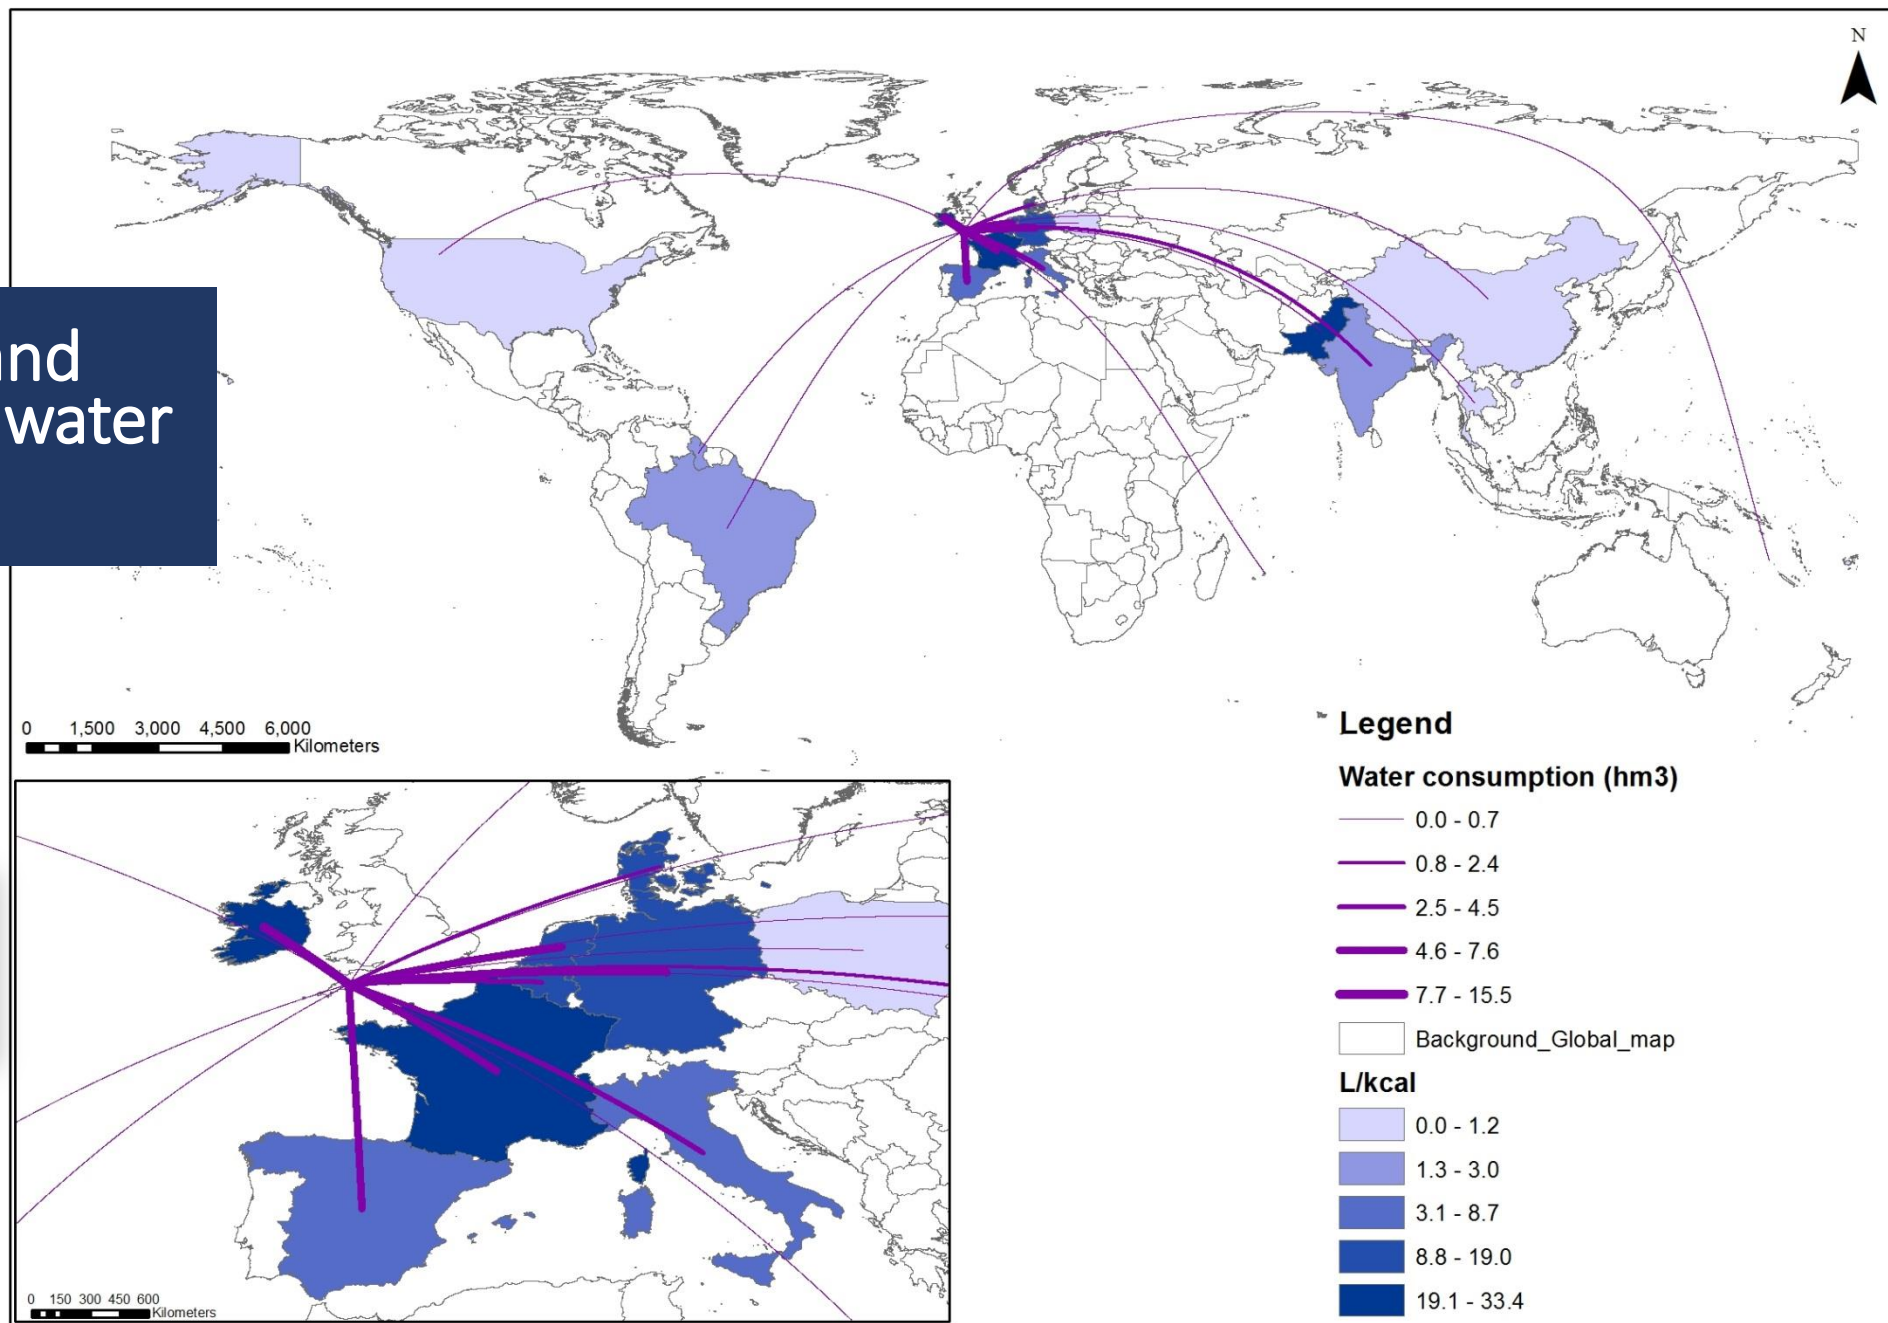 N
and
water
0 1,500 3,000 4,500 6,000
Kilometers
Legend
Water consumption (hm3)
0.0 - 0.7
0.8 - 2.4
2.5 - 4.5
4.6 - 7.6
7.7 - 15.5
Background_Global_map
L/kcal
0.0 - 1.2
1.3 - 3.0
3.1 - 8.7
8.8 - 19.0
19.1 - 33.4
0 150 300 450 600
Kilometers